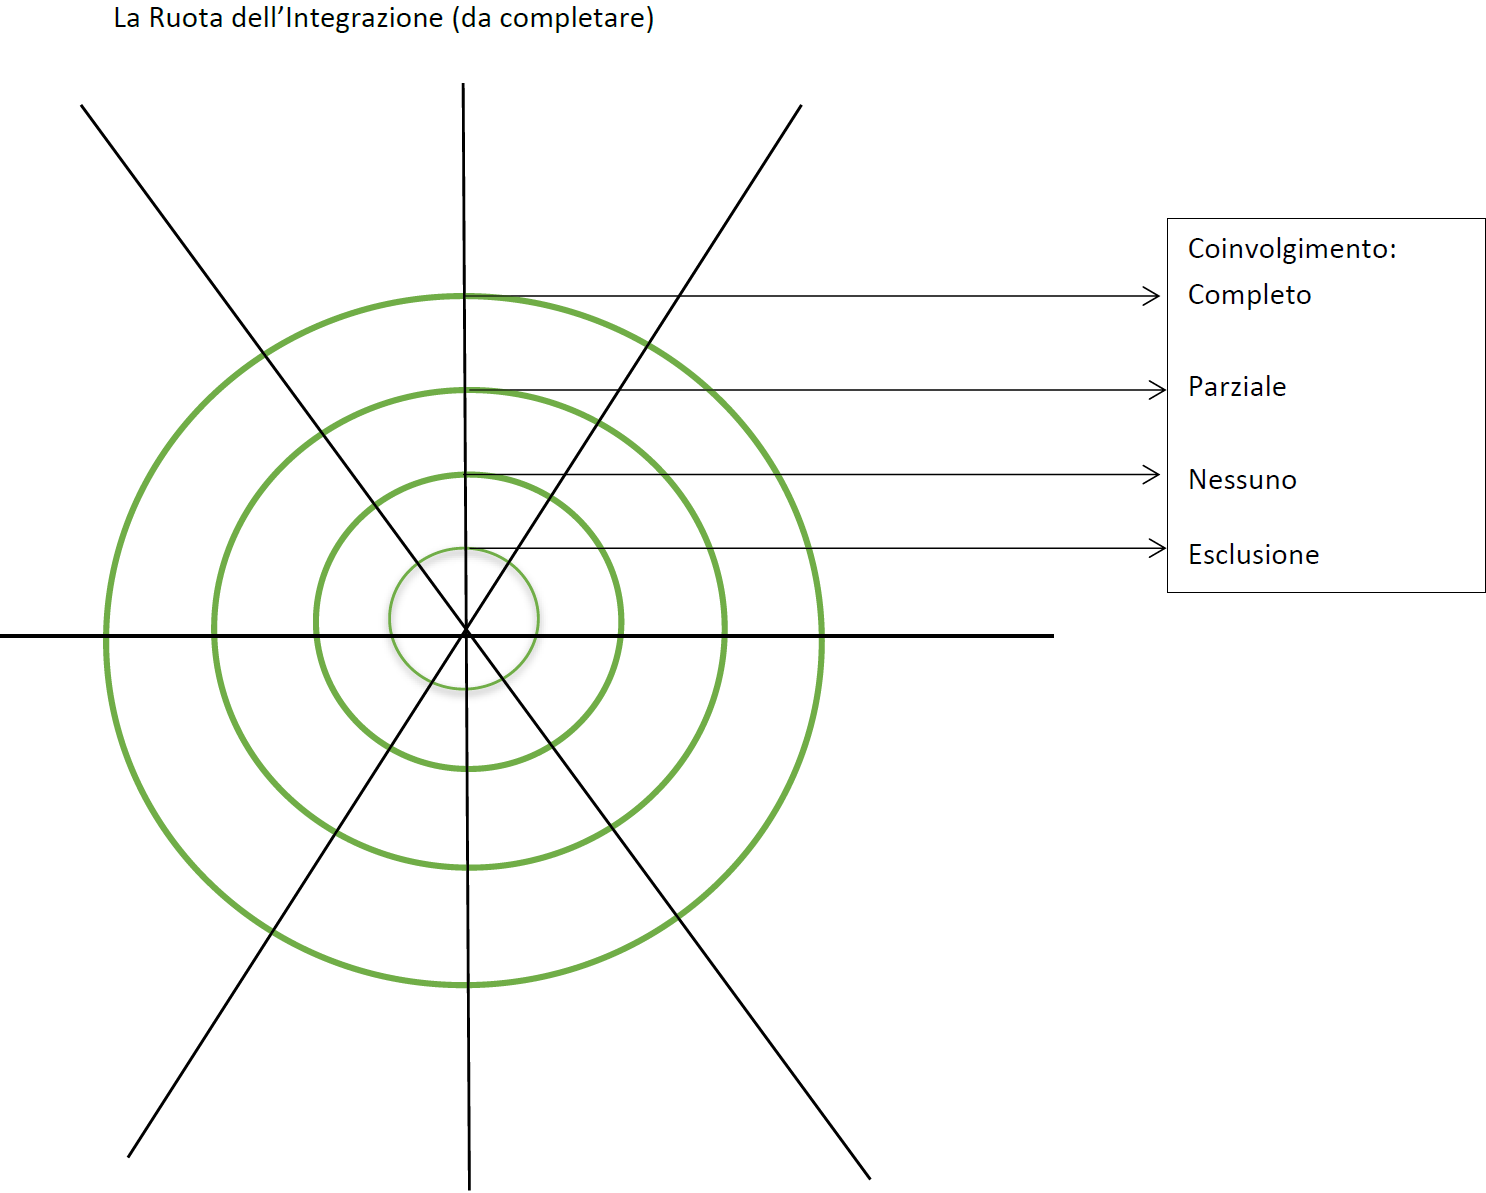 La Ruota dell’Integrazione (da completare)
Coinvolgimento:
Completo
Parziale
Nessuno
Esclusione